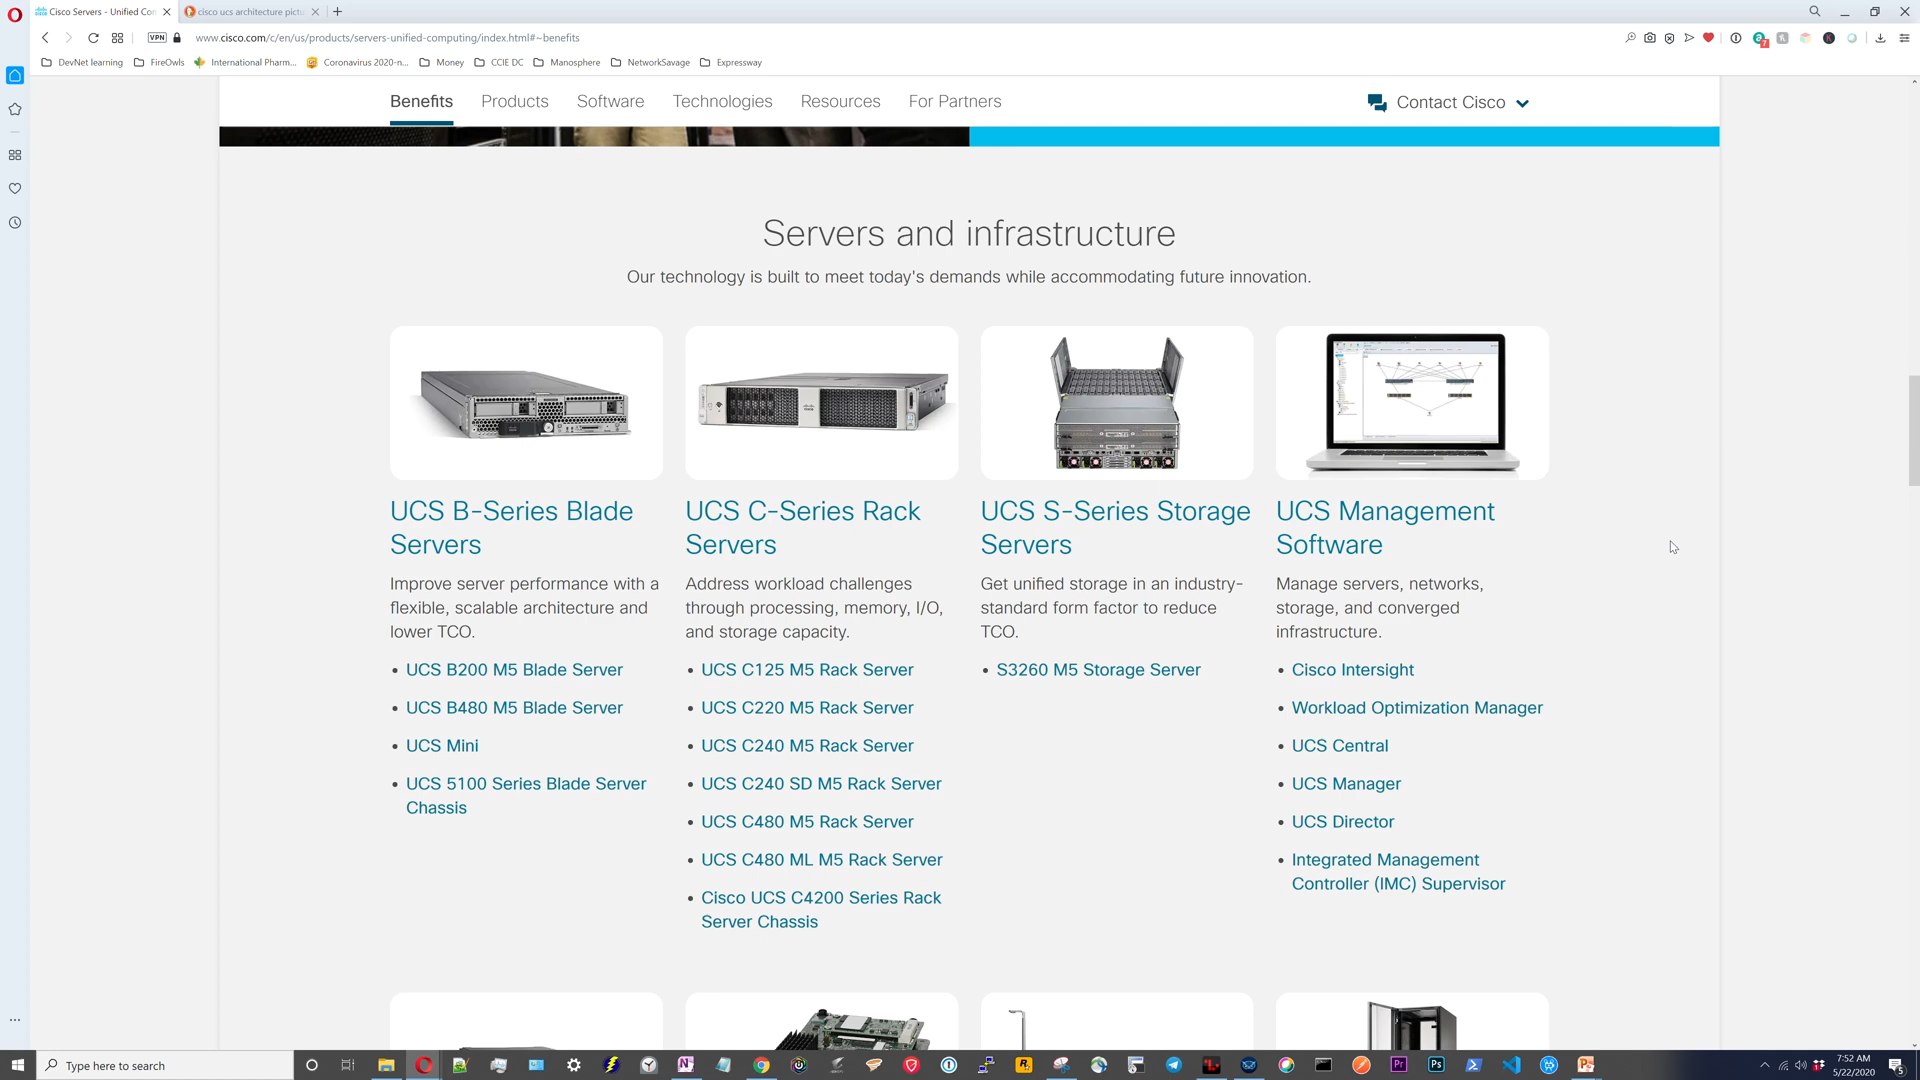 Cisco Servers - Unified Con
cisco ucs architecture pictu
VPN
www.cisco.com/c/en/us/products/servers-unified-computing/index.html#~benefits
7
DevNet learning
FireOwls
International Pharm...
Coronavirus 2020-n...
Money
CCIE DC
Manosphere
NetworkSavage
Expressway
Benefits
Products
Software
Technologies
Resources
For Partners
Contact Cisco
Servers and infrastructure
Our technology is built to meet today's demands while accommodating future innovation.
UCS B-Series Blade
Servers
Improve server performance with a
flexible, scalable architecture and
lower TCO.
• UCS B200 M5 Blade Server
• UCS B480 M5 Blade Server
• UCS Mini
• UCS 5100 Series Blade Server
Chassis
UCS C-Series Rack
Servers
Address workload challenges
through processing, memory, I/O,
and storage capacity.
• UCS C125 M5 Rack Server
• UCS C220 M5 Rack Server
• UCS C240 M5 Rack Server
• UCS C240 SD M5 Rack Server
• UCS C480 M5 Rack Server
• UCS C480 ML M5 Rack Server
• Cisco UCS C4200 Series Rack
Server Chassis
UCS S-Series Storage
Servers
Get unified storage in an industry-
standard form factor to reduce
TCO.
• S3260 M5 Storage Server
UCS Management
Software
Manage servers, networks,
storage, and converged
infrastructure.
• Cisco Intersight
• Workload Optimization Manager
• UCS Central
• UCS Manager
• UCS Director
• Integrated Management
Controller (IMC) Supervisor
Type here to search
Pr
Ps
7:52 AM
5/22/2020
5